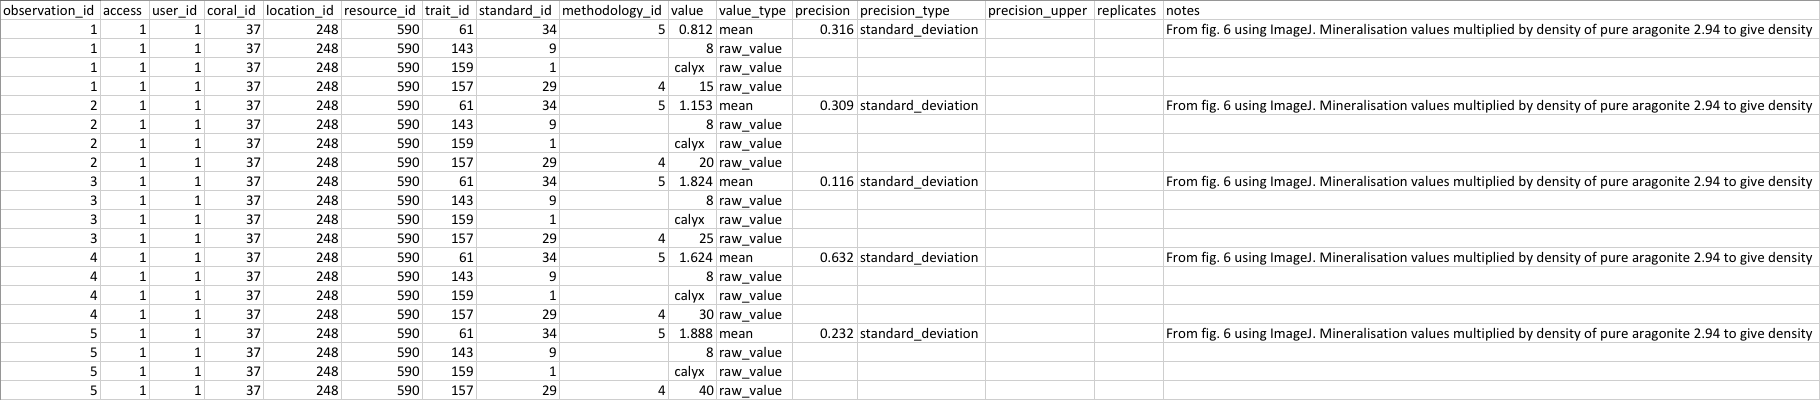 observation_id access user_id coral_id location_id resource_id trait_id standard_id methodology_id value value_type precision precision_type precision_upper replicates notes
1 1 1 37 248 590 61 34 5 0.812 mean 0.316 standard_deviation From fig. 6 using ImageJ. Mineralisation values multiplied by density of pure aragonite 2.94 to give density
1 1 1 37 248 590 143 9 8 raw_value
1 1 1 37 248 590 159 1 calyx raw_value
1 1 1 37 248 590 157 29 4 15 raw_value
2 1 1 37 248 590 61 34 5 1.153 mean 0.309 standard_deviation From fig. 6 using ImageJ. Mineralisation values multiplied by density of pure aragonite 2.94 to give density
2 1 1 37 248 590 143 9 8 raw_value
2 1 1 37 248 590 159 1 calyx raw_value
2 1 1 37 248 590 157 29 4 20 raw_value
3 1 1 37 248 590 61 34 5 1.824 mean 0.116 standard_deviation From fig. 6 using ImageJ. Mineralisation values multiplied by density of pure aragonite 2.94 to give density
3 1 1 37 248 590 143 9 8 raw_value
3 1 1 37 248 590 159 1 calyx raw_value
3 1 1 37 248 590 157 29 4 25 raw_value
4 1 1 37 248 590 61 34 5 1.624 mean 0.632 standard_deviation From fig. 6 using ImageJ. Mineralisation values multiplied by density of pure aragonite 2.94 to give density
4 1 1 37 248 590 143 9 8 raw_value
4 1 1 37 248 590 159 1 calyx raw_value
4 1 1 37 248 590 157 29 4 30 raw_value
5 1 1 37 248 590 61 34 5 1.888 mean 0.232 standard_deviation From fig. 6 using ImageJ. Mineralisation values multiplied by density of pure aragonite 2.94 to give density
5 1 1 37 248 590 143 9 8 raw_value
5 1 1 37 248 590 159 1 calyx raw_value
5 1 1 37 248 590 157 29 4 40 raw_value